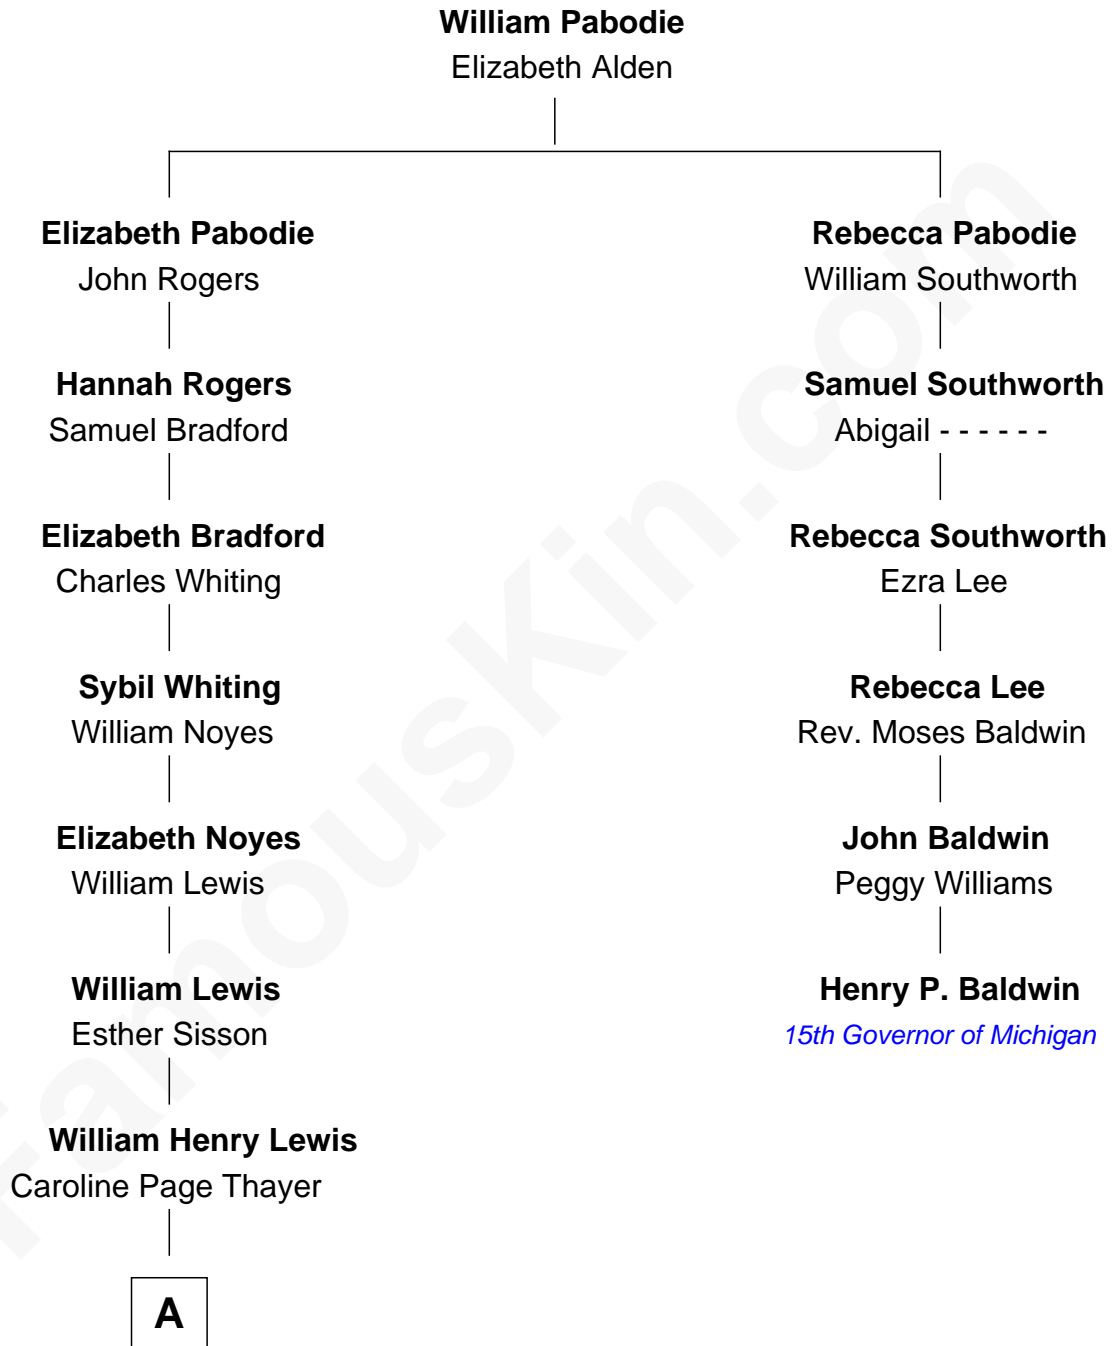 William Pabodie
Elizabeth Alden
Elizabeth Pabodie
John Rogers
Rebecca Pabodie
William Southworth
Hannah Rogers
Samuel Bradford
Samuel Southworth
Abigail - - - - - -
Elizabeth Bradford
Charles Whiting
Rebecca Southworth
Ezra Lee
Sybil Whiting
William Noyes
Rebecca Lee
Rev. Moses Baldwin
Elizabeth Noyes
William Lewis
John Baldwin
Peggy Williams
William Lewis
Esther Sisson
Henry P. Baldwin
15th Governor of Michigan
William Henry Lewis
Caroline Page Thayer
A
FamousKin.com